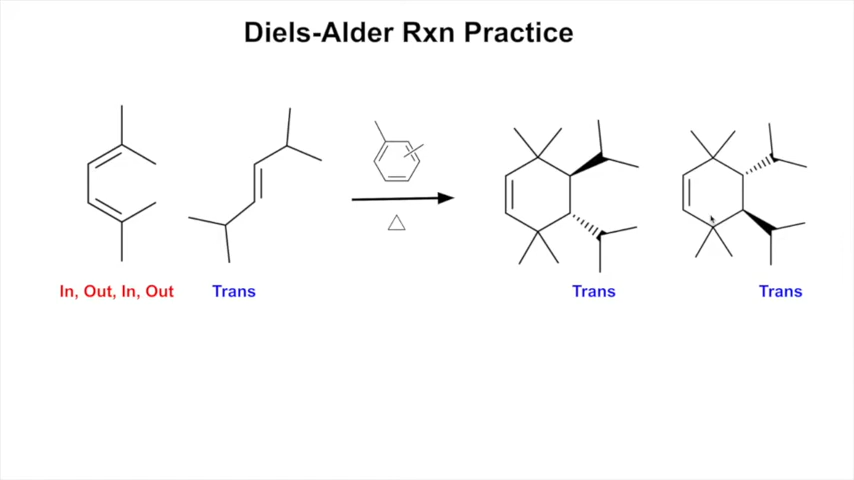 Diels-Alder Rxn Practice
In, Out, In, Out
Trans
Trans
Trans